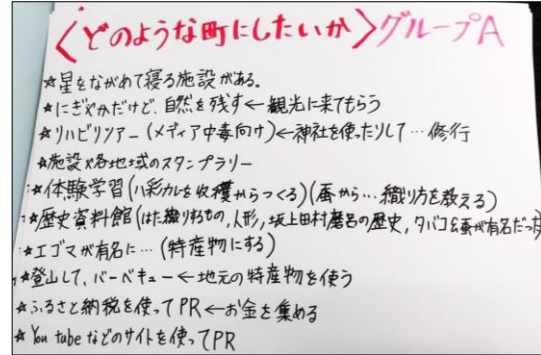 〈どのような町にしたいか〉グループA
☆星をながめて寝る施設がある。
☆にぎやかだけど、自然を残す←観光に来てもらう
☆リハビリツアー(メディア中毒向け)←神社を使ったりして…修行
☆施設や各地域のスタンプラリー
☆体験学習(八彩カレを収穫からつくる)(蚕から…織り方を教える)
☆歴史資料館(はた織りするもの,人形,坂上田村麿呂の歴史,タバコ&蚕が有名だった
☆エゴマが有名に…(特産物にする)
☆登山して、バーベキュー←地元の特産物を使う
☆ふるさと納税を使ってPR←お金を集める
☆You tubeなどのサイトを使ってPR